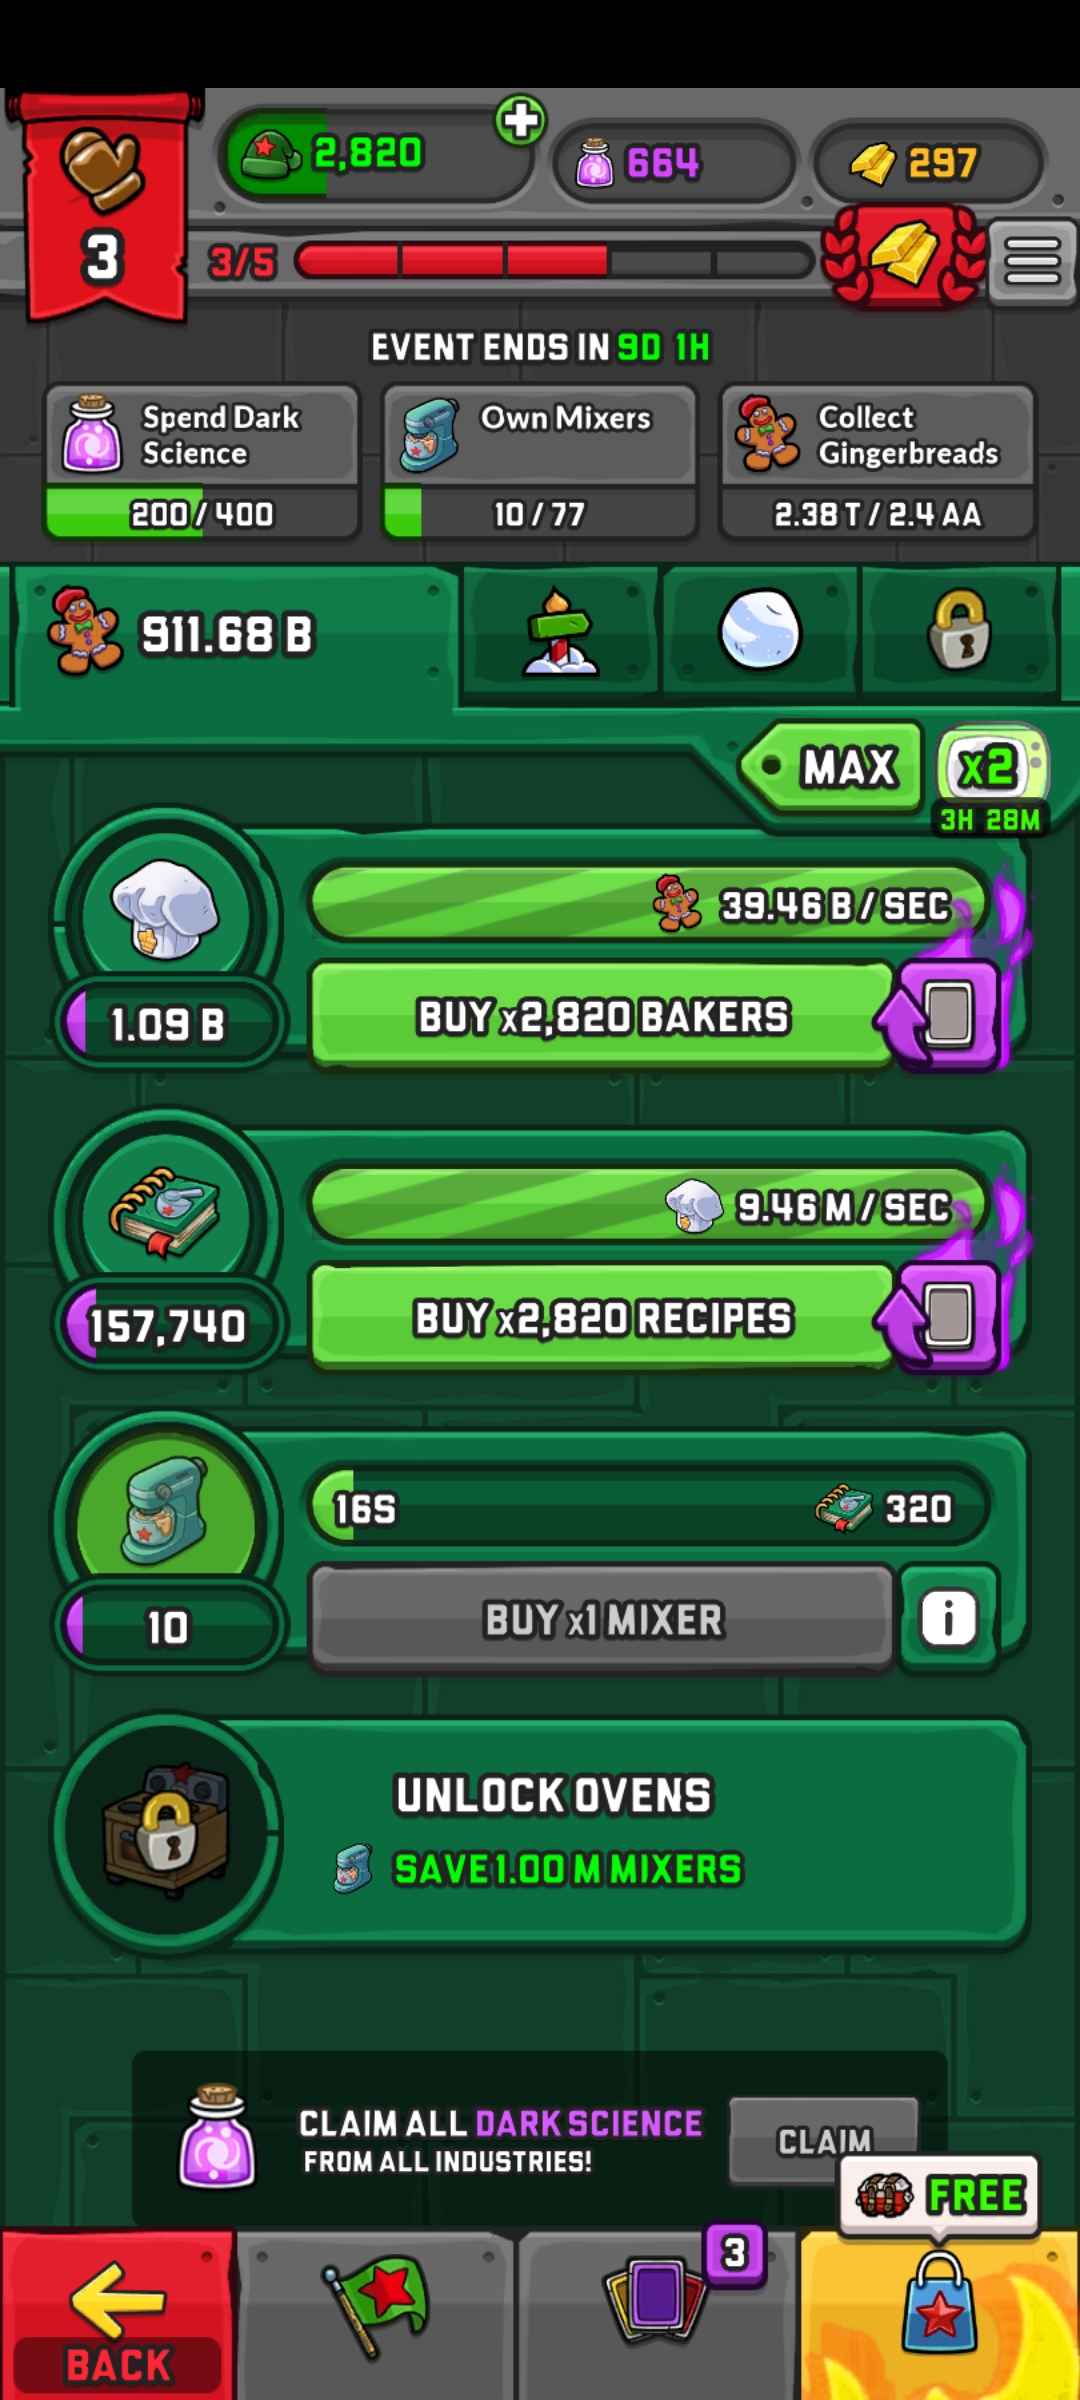 2,820
664
297
3
3/5
EVENT ENDS IN 9D 1H
Spend Dark
Science
200 / 400
Own Mixers
10 / 77
Collect
Gingerbreads
2.38 T / 2.4 AA
911.68 B
MAX
x2
3H 28M
39.46 B / SEC
1.09 B
BUY x2,820 BAKERS
9.46 M / SEC
157,740
BUY x2,820 RECIPES
16S
320
10
BUY x1 MIXER
i
UNLOCK OVENS
SAVE 1.00 M MIXERS
CLAIM ALL DARK SCIENCE
FROM ALL INDUSTRIES!
CLAIM
FREE
3
BACK